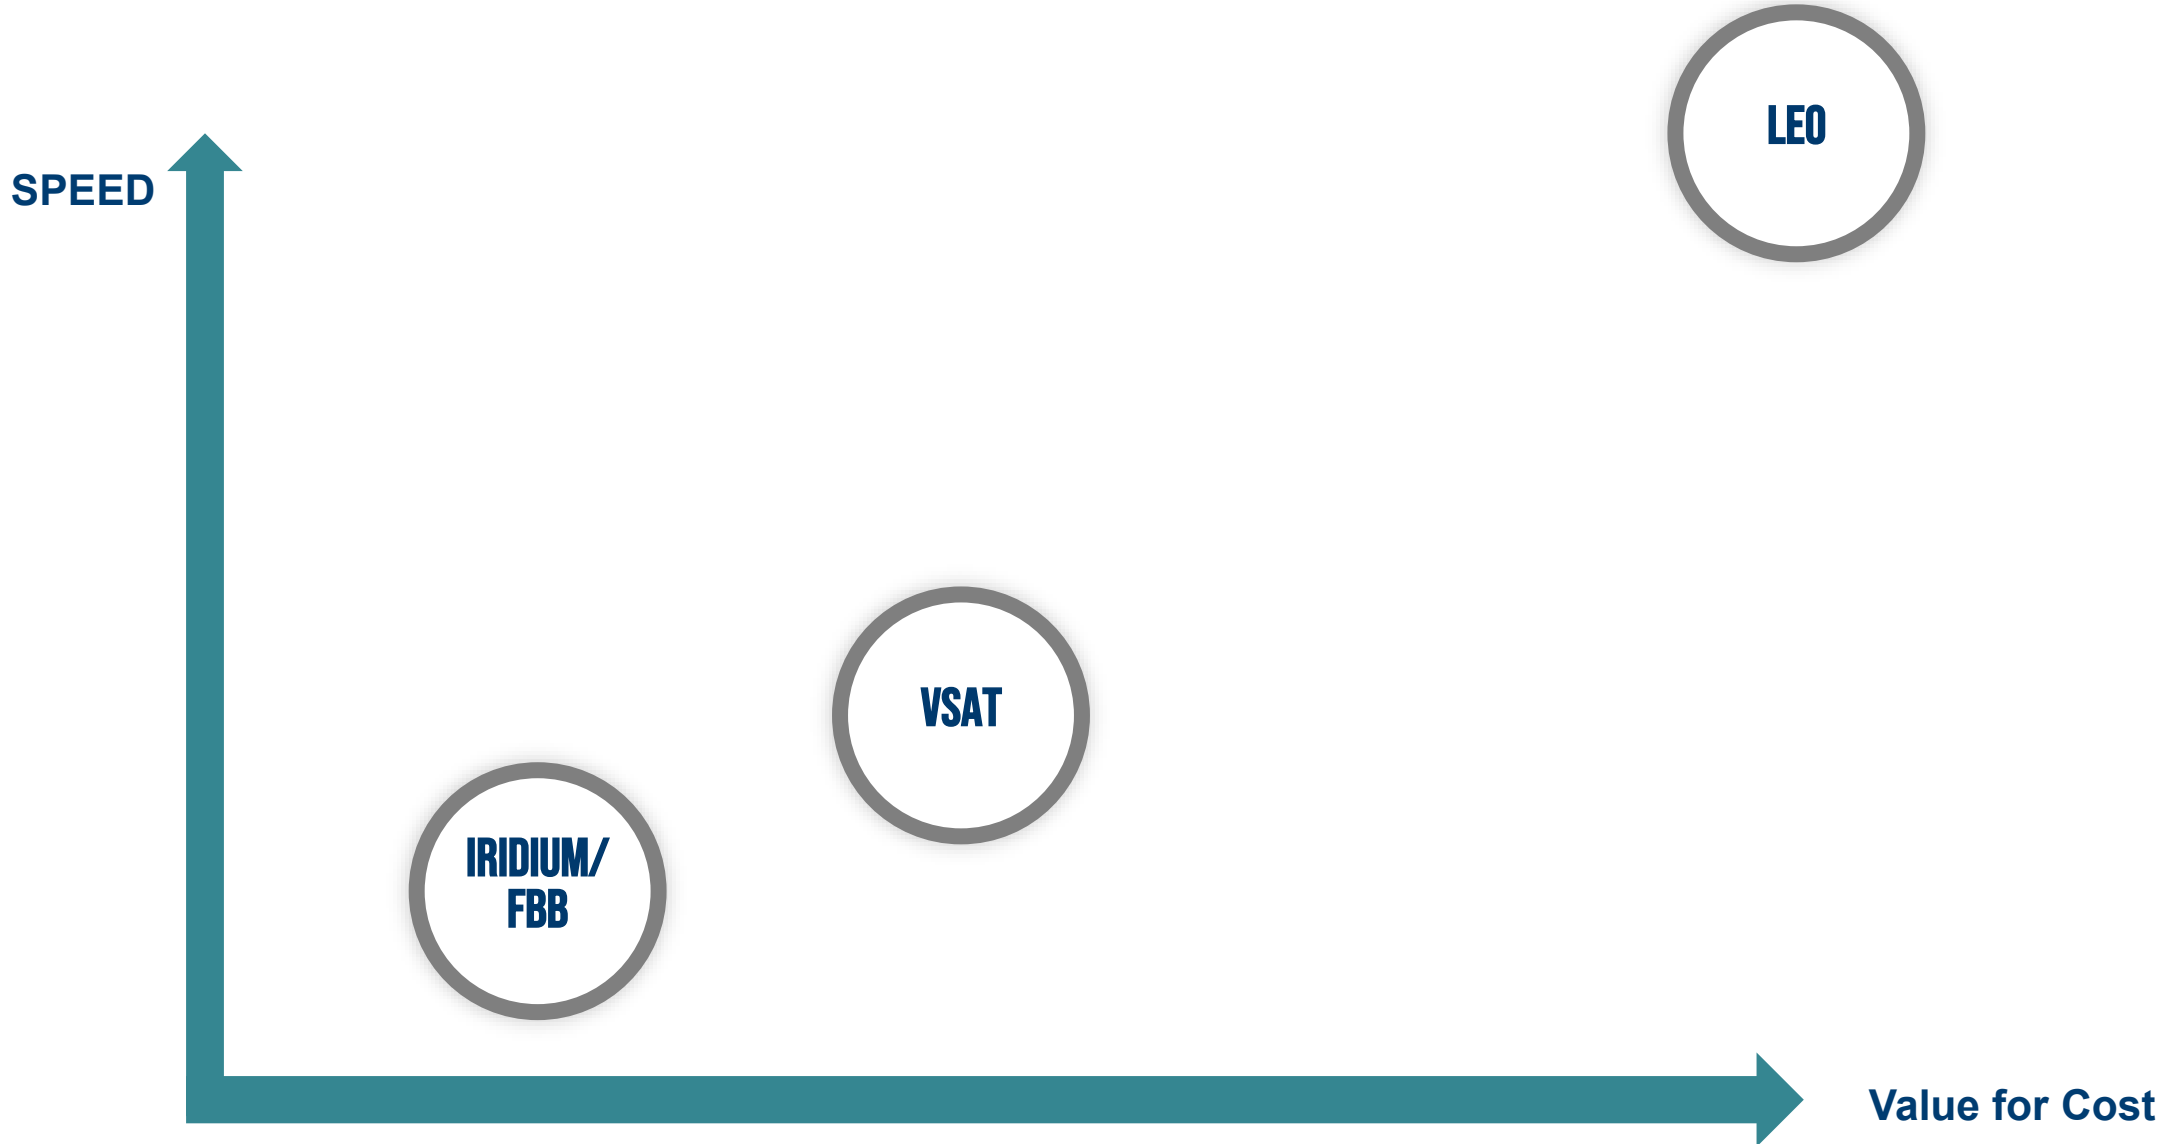 LEO
SPEED
VSAT
IRIDIUM/
FBB
Value for Cost